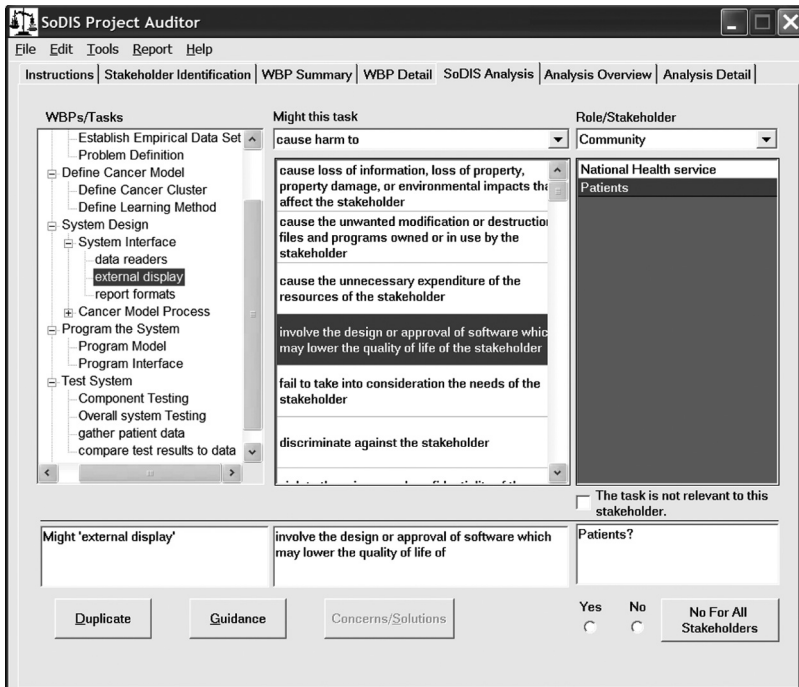 SoDIS Project Auditor
File Edit Tools Report Help
Instructions Stakeholder Identification WBP Summary WBP Detail SoDIS Analysis Analysis Overview Analysis Detail
WBPs/Tasks
Establish Empirical Data Set
Problem Definition
Define Cancer Model
Define Cancer Cluster
Define Learning Method
System Design
System Interface
data readers
external display
report formats
Cancer Model Process
Program the System
Program Model
Program Interface
Test System
Component Testing
Overall system Testing
gather patient data
compare test results to data
Might this task
cause harm to
cause loss of information, loss of property,
property damage, or environmental impacts tha
affect the stakeholder
cause the unwanted modification or destruction
files and programs owned or in use by the
stakeholder
cause the unnecessary expenditure of the
resources of the stakeholder
involve the design or approval of software whic
may lower the quality of life of the stakeholder
fail to take into consideration the needs of the
stakeholder
discriminate against the stakeholder
Role/Stakeholder
Community
National Health service
Patients
The task is not relevant to this
stakeholder.
Might 'external display'
involve the design or approval of software which
may lower the quality of life of
Patients?
Duplicate
Guidance
Concerns/Solutions
Yes No
No For All
Stakeholders